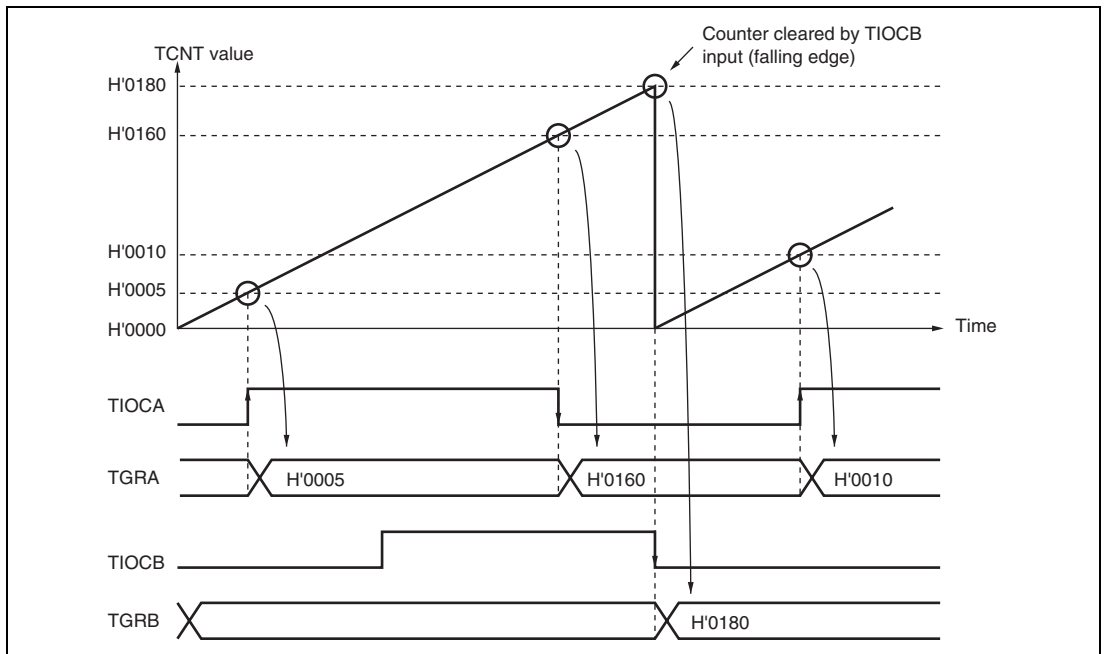 Counter cleared by TIOCB
input (falling edge)
TCNT value
H'0180
H'0160
H'0010
H'0005
H'0000
Time
TIOCA
TGRA
H'0005
H'0160
H'0010
TIOCB
TGRB
H'0180